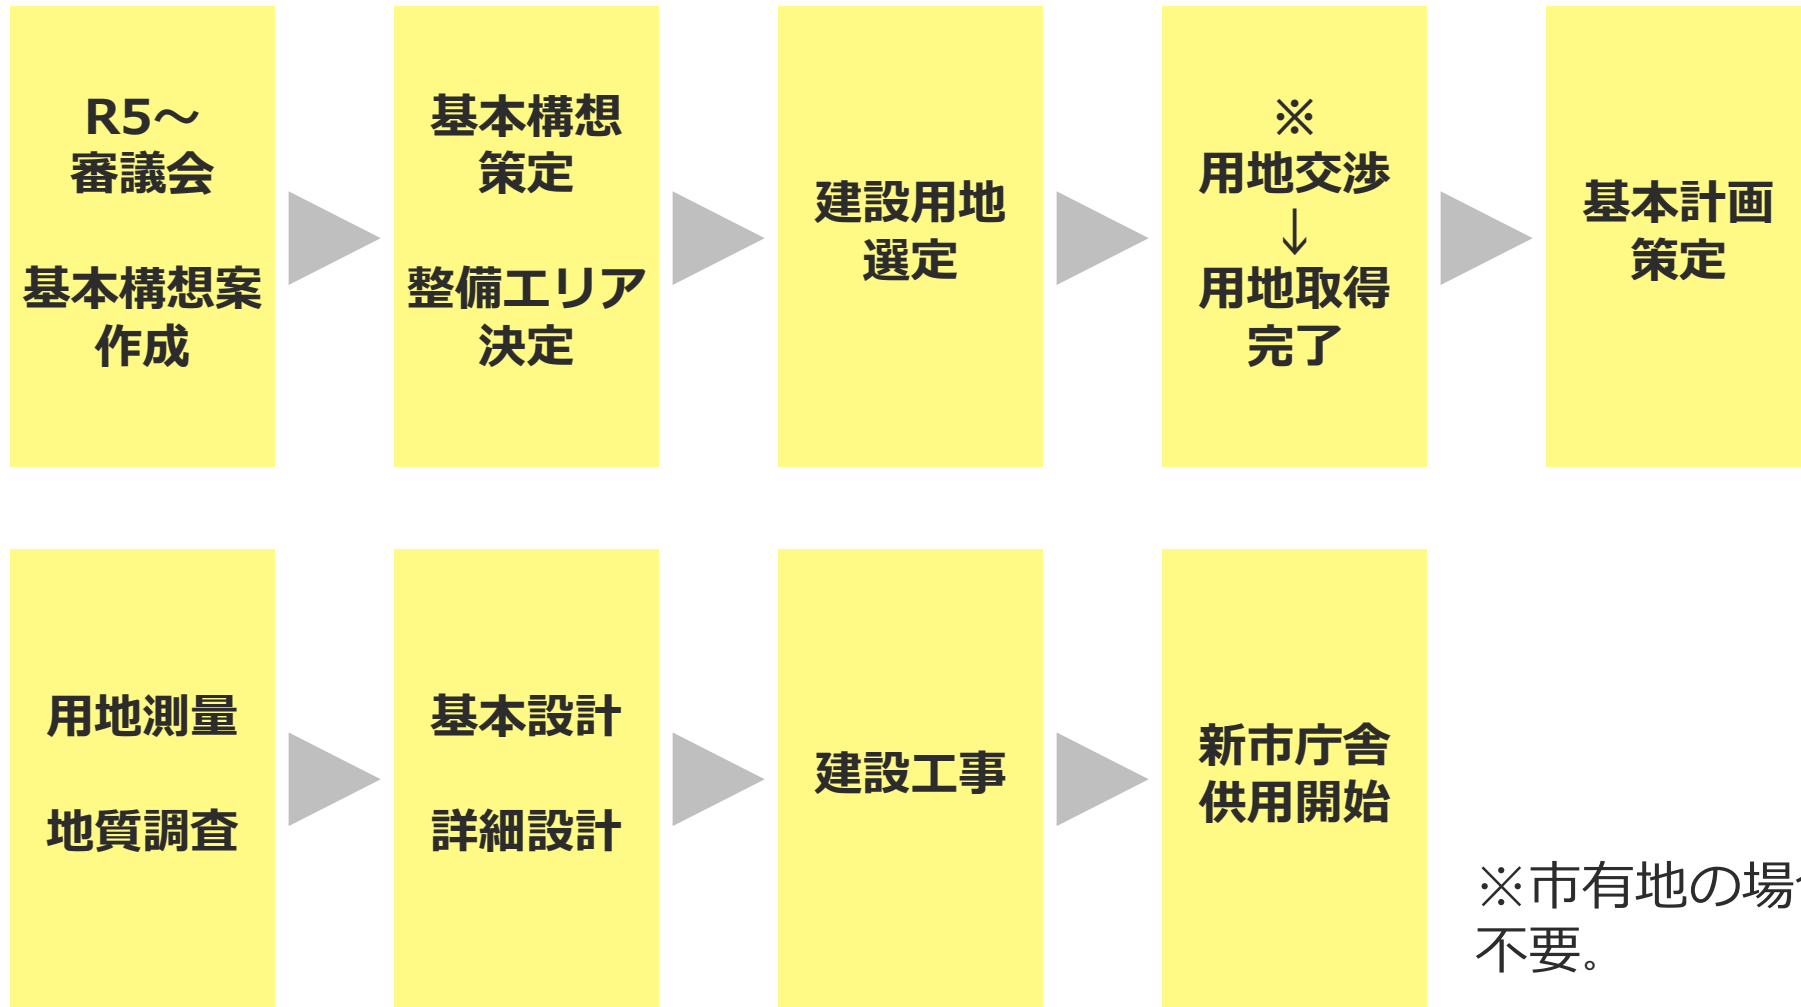 R5～
審議会
基本構想案
作成
基本構想
策定
整備エリア
決定
建設用地
選定
※
用地交渉
↓
用地取得
完了
基本計画
策定
用地測量
地質調査
基本設計
詳細設計
建設工事
新市庁舎
供用開始
※市有地の場
不要。